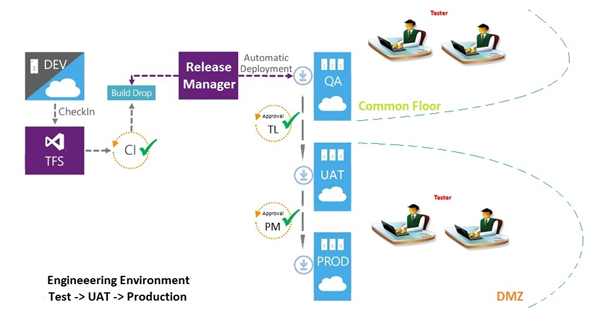 DEV
CheckIn
TFS
CI
Build Drop
Release
Manager
Automatic
Deployment
QA
Tester
Common Floor
Approval
TL
UAT
Tester
Approval
PM
PROD
DMZ
Engineeering Environment
Test -> UAT -> Production